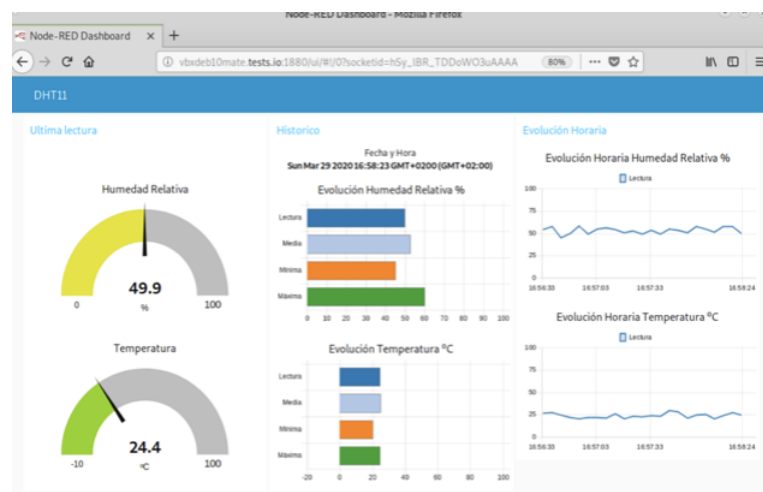 Node-RED Dashboard - Mozilla Firefox
Node-RED Dashboard × +
vbxdeb10mate.tests.io:1880/ui/#!/0?socketid=hSy_IBR_TDDoWO3uAAAA 80%
DHT11
Ultima lectura
Humedad Relativa
49.9
0 % 100
Temperatura
24.4
-10 ºC 100
Historico
Fecha y Hora
Sun Mar 29 2020 16:58:23 GMT+0200 (GMT+02:00)
Evolución Humedad Relativa %
Lectura
Media
Minima
Máxima
0 10 20 30 40 50 60 70 80 90 100
Evolución Temperatura ºC
Lectura
Media
Minima
Máxima
-20 0 20 40 60 80 100
Evolución Horaria
Evolución Horaria Humedad Relativa %
Lectura
100
75
50
25
0
16:56:33 16:57:03 16:57:33 16:58:24
Evolución Horaria Temperatura ºC
Lectura
100
75
50
25
0
16:56:33 16:57:03 16:57:33 16:58:24